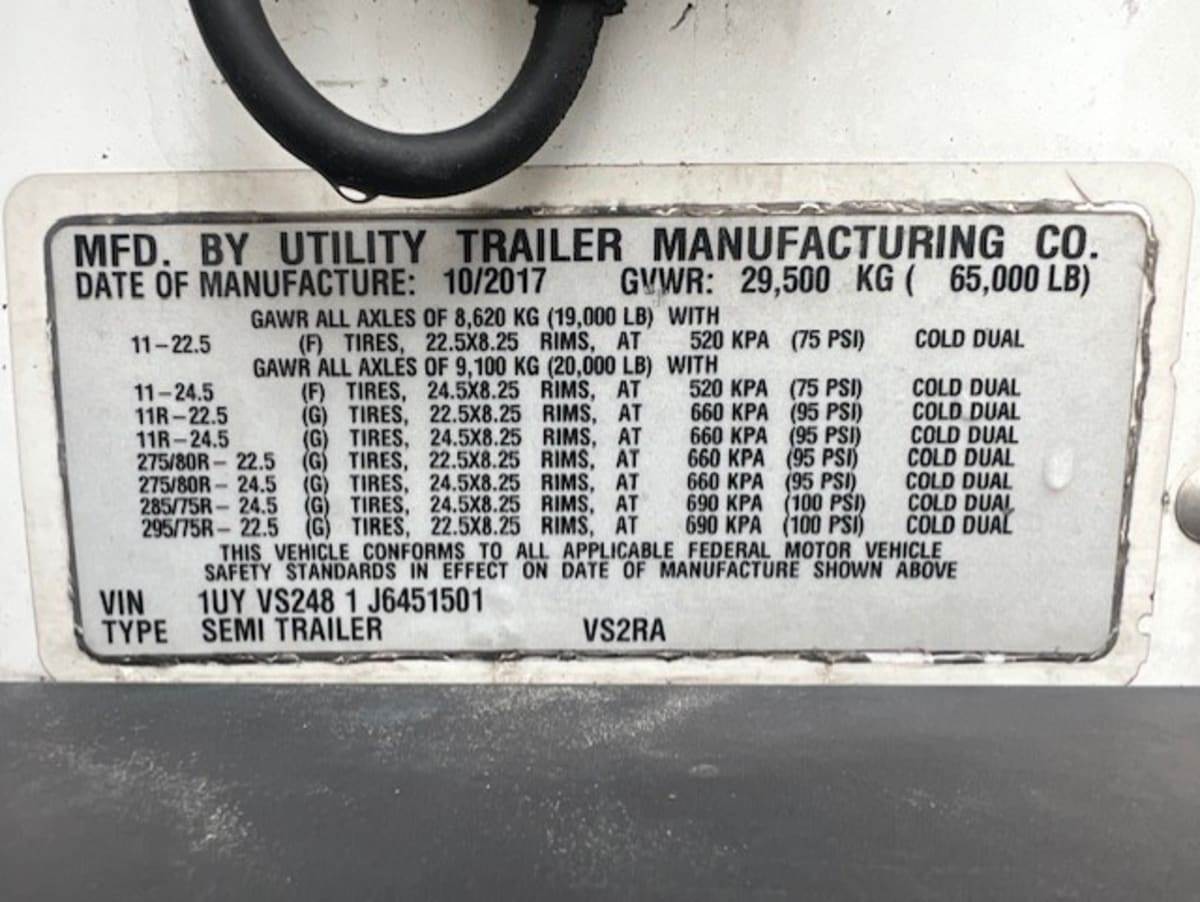 MFD. BY UTILITY TRAILER MANUFACTURING CO.
DATE OF MANUFACTURE: 10/2017 GVWR: 29,500 KG ( 65,000 LB)
GAWR ALL AXLES OF 8,620 KG (19,000 LB) WITH
11-22.5 (F) TIRES, 22.5X8.25 RIMS, AT 520 KPA (75 PSI) COLD DUAL
GAWR ALL AXLES OF 9,100 KG (20,000 LB) WITH
11-24.5 (F) TIRES, 24.5X8.25 RIMS, AT 520 KPA (75 PSI) COLD DUAL
11R-22.5 (G) TIRES, 22.5X8.25 RIMS, AT 660 KPA (95 PSI) COLD DUAL
11R-24.5 (G) TIRES, 24.5X8.25 RIMS, AT 660 KPA (95 PSI) COLD DUAL
275/80R- 22.5 (G) TIRES, 22.5X8.25 RIMS, AT 660 KPA (95 PSI) COLD DUAL
275/80R- 24.5 (G) TIRES, 24.5X8.25 RIMS, AT 660 KPA (95 PSI) COLD DUAL
285/75R- 24.5 (G) TIRES, 24.5X8.25 RIMS, AT 690 KPA (100 PSI) COLD DUAL
295/75R- 22.5 (G) TIRES, 22.5X8.25 RIMS, AT 690 KPA (100 PSI) COLD DUAL
THIS VEHICLE CONFORMS TO ALL APPLICABLE FEDERAL MOTOR VEHICLE
SAFETY STANDARDS IN EFFECT ON DATE OF MANUFACTURE SHOWN ABOVE
VIN 1UY VS248 1 J6451501
TYPE SEMI TRAILER VS2RA